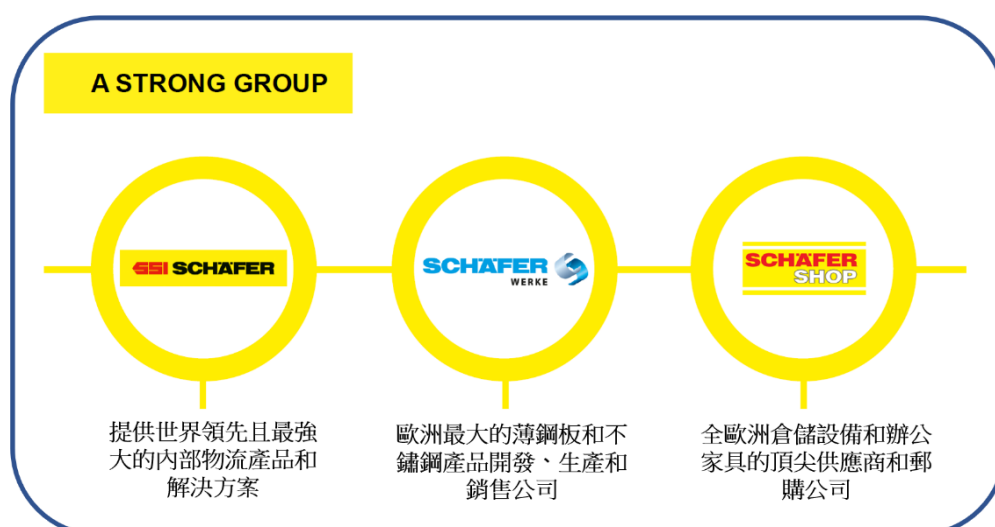 A STRONG GROUP
SSI SCHÄFER
SCHÄFER
WERKE
SCHÄFER
SHOP
提供世界領先且最強
大的內部物流產品和
解決方案
歐洲最大的薄鋼板和不
鏽鋼產品開發、生產和
銷售公司
全歐洲倉儲設備和辦公
家具的頂尖供應商和郵
購公司